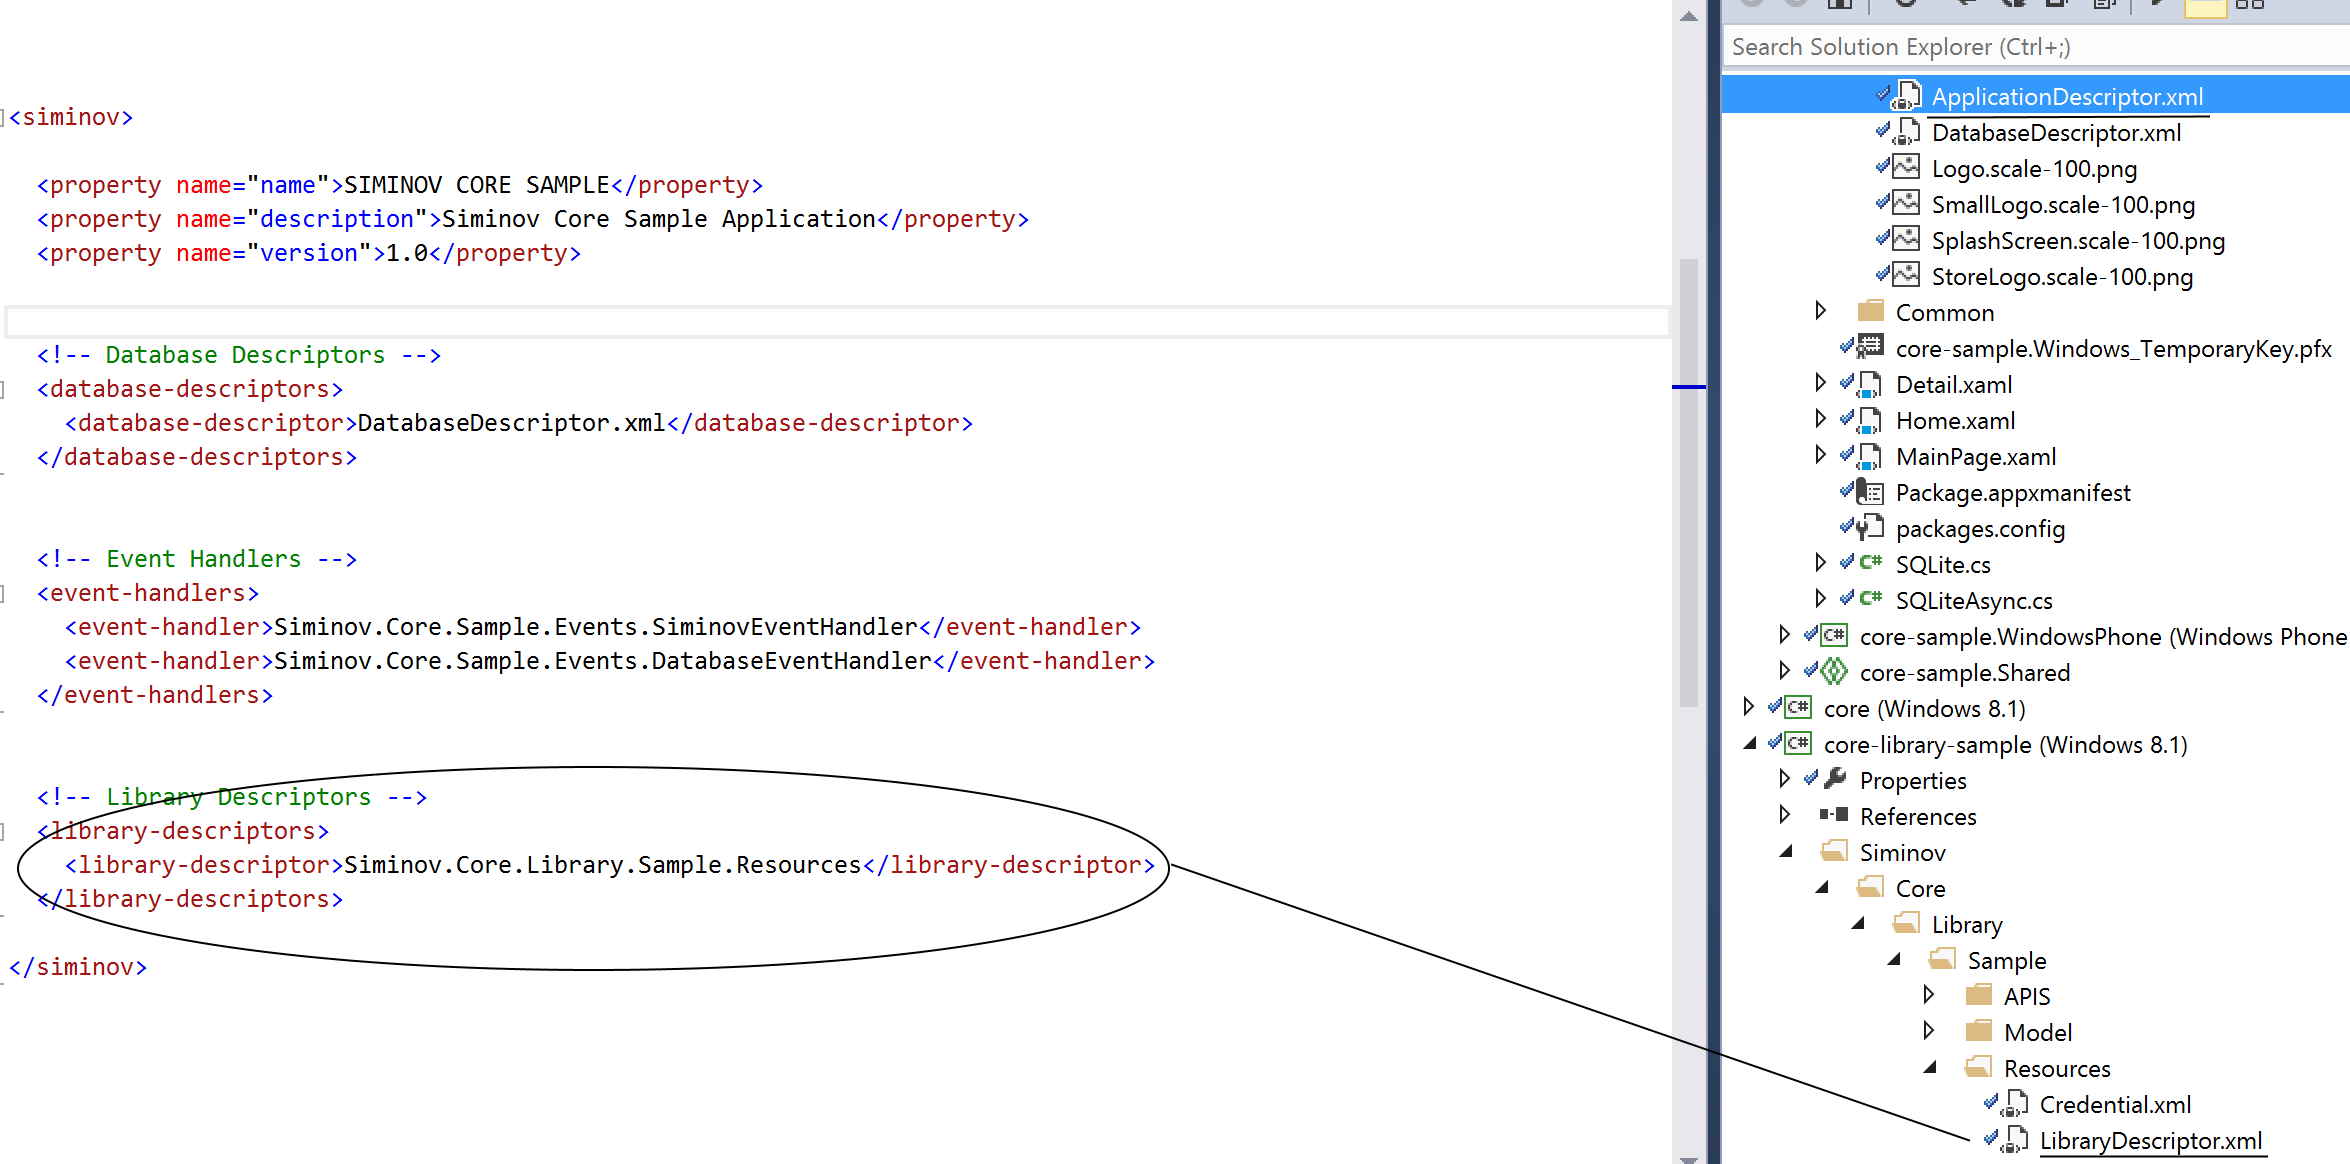 <siminov>
<property name="name">SIMINOV CORE SAMPLE</property>
<property name="description">Siminov Core Sample Application</property>
<property name="version">1.0</property>
<!-- Database Descriptors -->
<database-descriptors>
<database-descriptor>DatabaseDescriptor.xml</database-descriptor>
</database-descriptors>
<!-- Event Handlers -->
<event-handlers>
<event-handler>Siminov.Core.Sample.Events.SiminovEventHandler</event-handler>
<event-handler>Siminov.Core.Sample.Events.DatabaseEventHandler</event-handler>
</event-handlers>
<!-- Library Descriptors -->
<library-descriptors>
<library-descriptor>Siminov.Core.Library.Sample.Resources</library-descriptor>
</library-descriptors>
</siminov>
Search Solution Explorer (Ctrl+;)
ApplicationDescriptor.xml
DatabaseDescriptor.xml
Logo.scale-100.png
SmallLogo.scale-100.png
SplashScreen.scale-100.png
StoreLogo.scale-100.png
Common
core-sample.Windows_TemporaryKey.pfx
Detail.xaml
Home.xaml
MainPage.xaml
Package.appxmanifest
packages.config
C# SQLite.cs
C# SQLiteAsync.cs
C# core-sample.WindowsPhone (Windows Phone
core-sample.Shared
C# core (Windows 8.1)
C# core-library-sample (Windows 8.1)
Properties
References
Siminov
Core
Library
Sample
APIS
Model
Resources
Credential.xml
LibraryDescriptor.xml